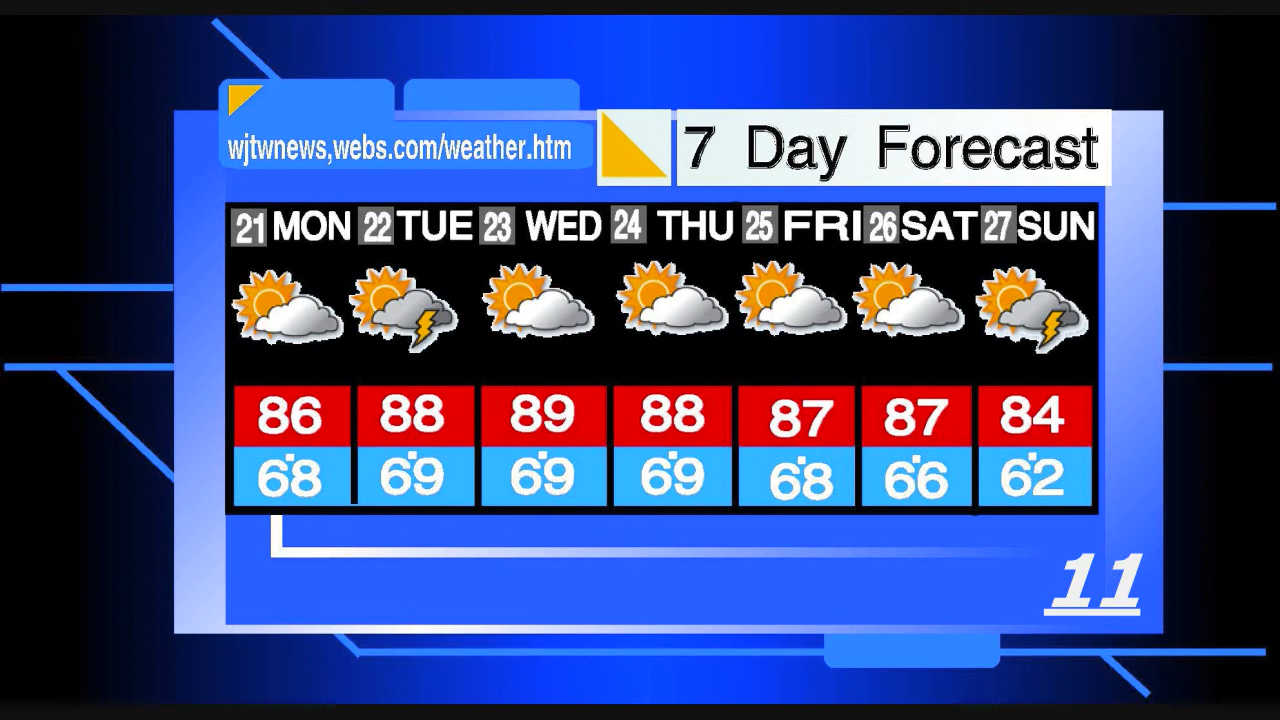 wjtwnews,webs.com/weather.htm
7 Day Forecast
21 MON 22 TUE 23 WED 24 THU 25 FRI 26 SAT 27 SUN
86 88 89 88 87 87 84
68 69 69 69 68 66 62
11